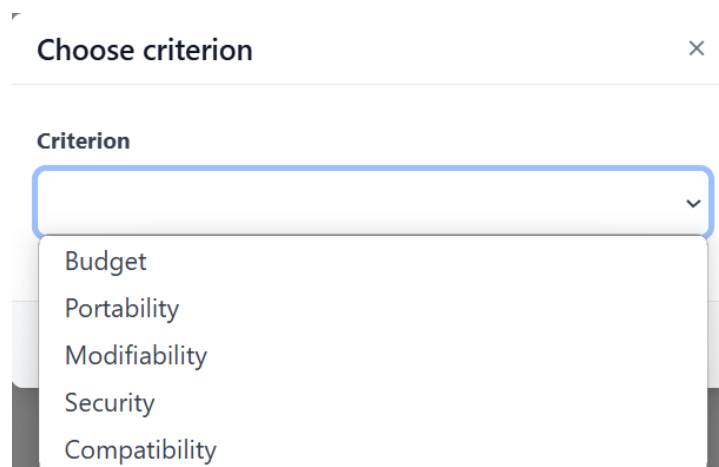 Choose criterion
Criterion
Budget
Portability
Modifiability
Security
Compatibility